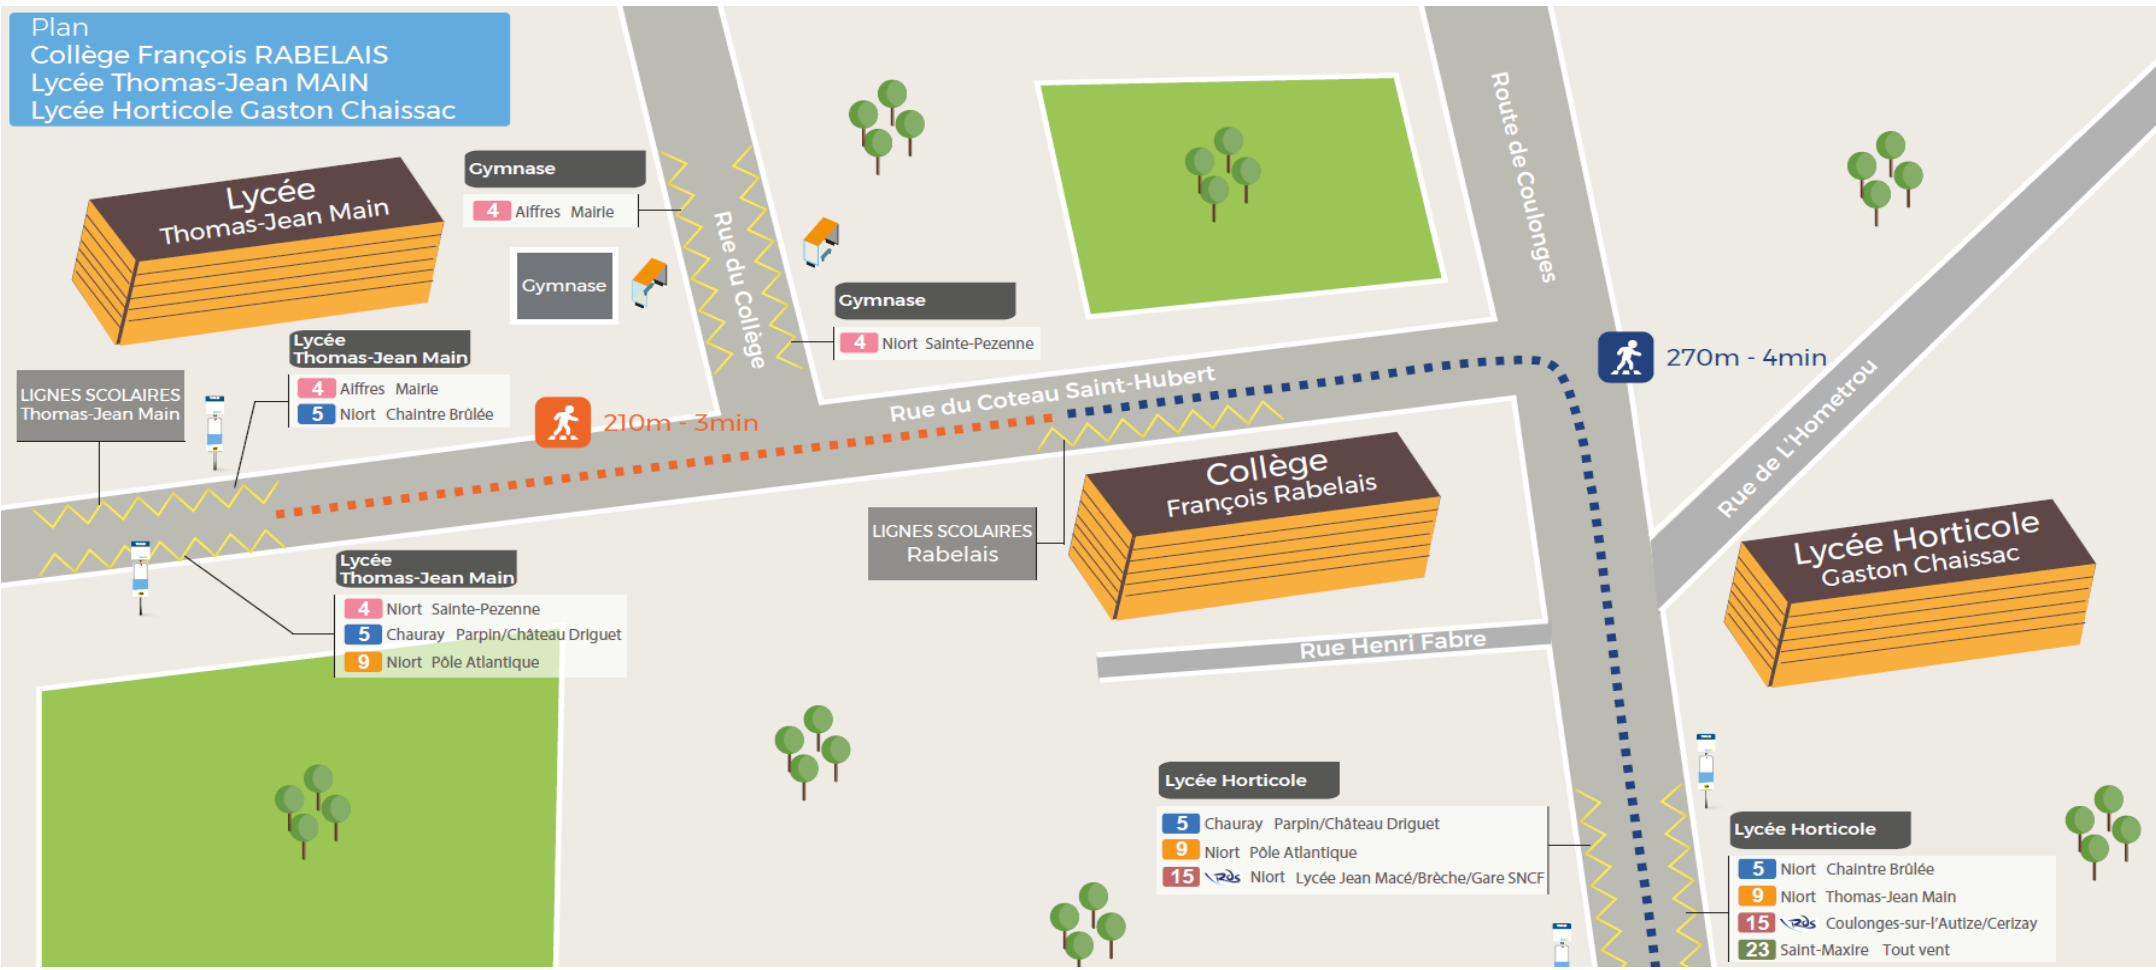 Plan
Collège François RABELAIS
Lycée Thomas-Jean MAIN
Lycée Horticole Gaston Chaissac
Lycée
Thomas-Jean Main
Gymnase
4 Aiffres Mairie
Gymnase
Rue du Collège
Gymnase
4 Niort Sainte-Pezenne
Route de Coulonges
Lycée
Thomas-Jean Main
4 Aiffres Mairie
5 Niort Chaintre Brûlée
LIGNES SCOLAIRES
Thomas-Jean Main
210m - 3min
Rue du Coteau Saint-Hubert
270m - 4min
Rue de L'Hometrou
Collège
François Rabelais
LIGNES SCOLAIRES
Rabelais
Lycée Horticole
Gaston Chaissac
Lycée
Thomas-Jean Main
4 Niort Sainte-Pezenne
5 Chauray Parpin/Château Driguet
9 Niort Pôle Atlantique
Rue Henri Fabre
Lycée Horticole
5 Chauray Parpin/Château Driguet
9 Niort Pôle Atlantique
15 RDS Niort Lycée Jean Macé/Brèche/Gare SNCF
Lycée Horticole
5 Niort Chaintre Brûlée
9 Niort Thomas-Jean Main
15 RDS Coulonges-sur-l'Autize/Cerizay
23 Saint-Maxire Tout vent